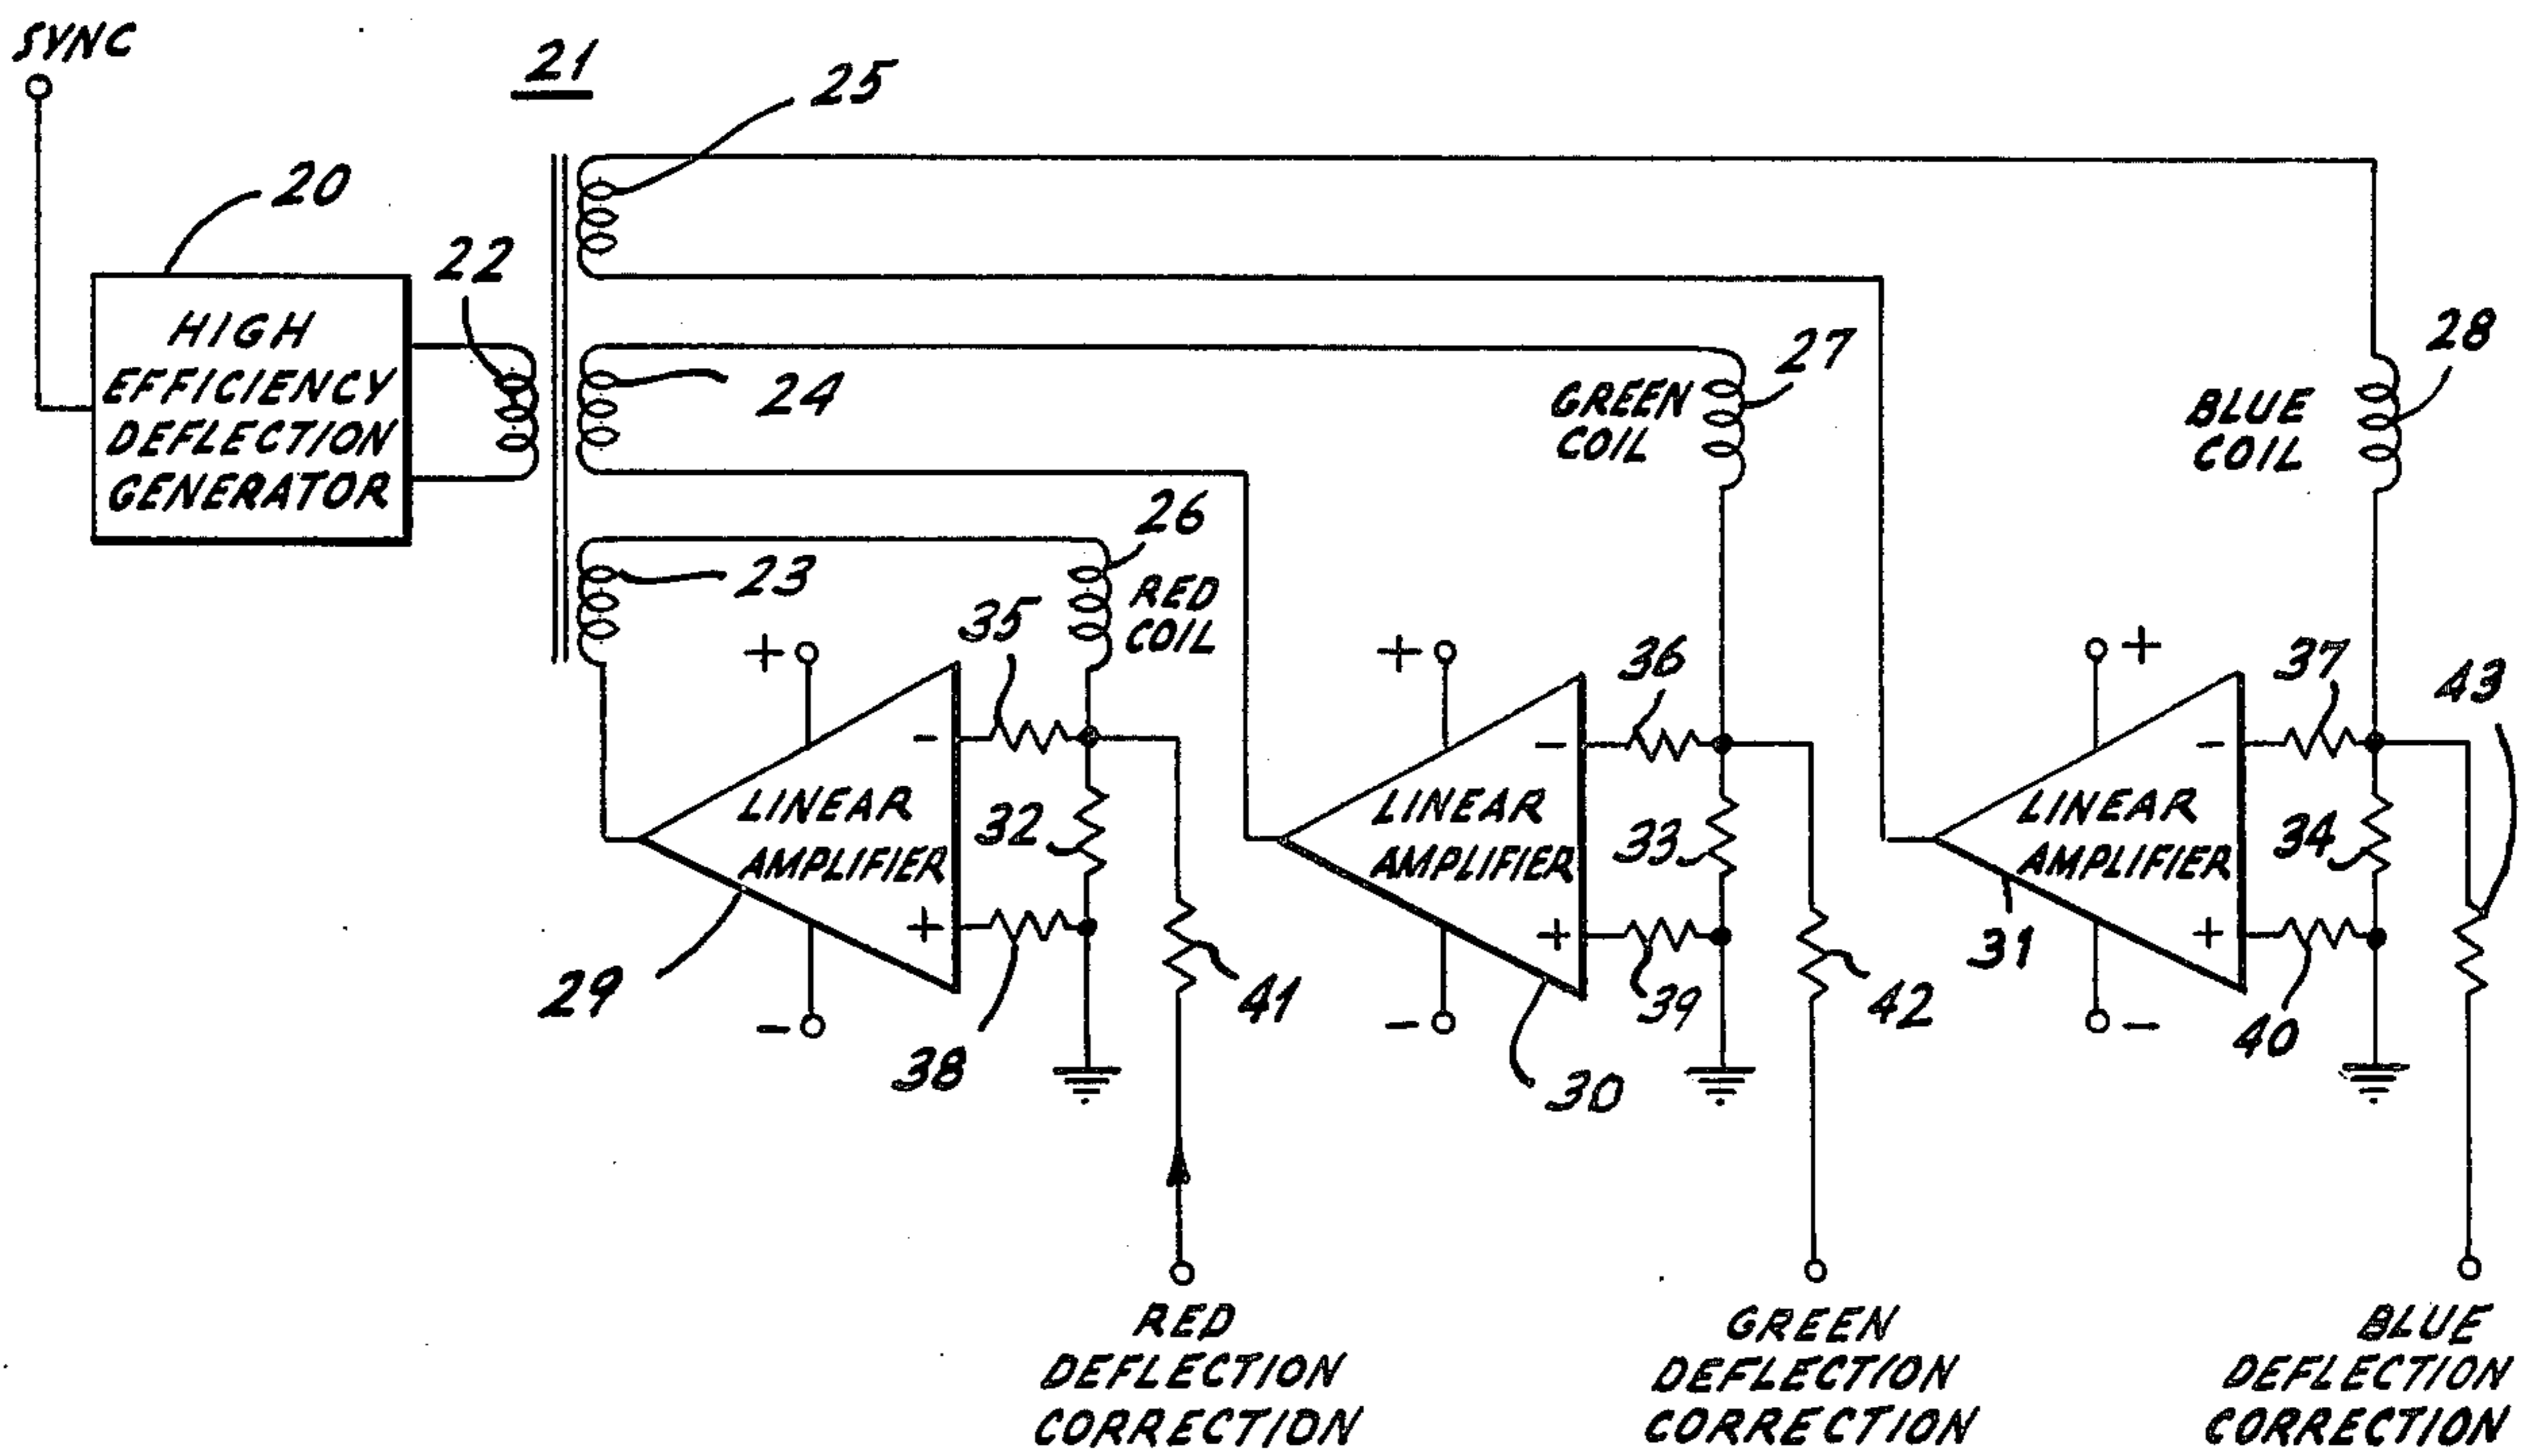 SYNC
21
25
20
22
HIGH
EFFICIENCY
DEFLECTION
GENERATOR
24
27
GREEN
COIL
28
BLUE
COIL
23
26
RED
COIL
35
+
-
LINEAR
AMPLIFIER
+
-
32
29
38
41
36
+
-
LINEAR
AMPLIFIER
+
-
33
30
39
42
37
43
+
-
LINEAR
AMPLIFIER
+
-
34
31
40
RED
DEFLECTION
CORRECTION
GREEN
DEFLECTION
CORRECTION
BLUE
DEFLECTION
CORRECTION